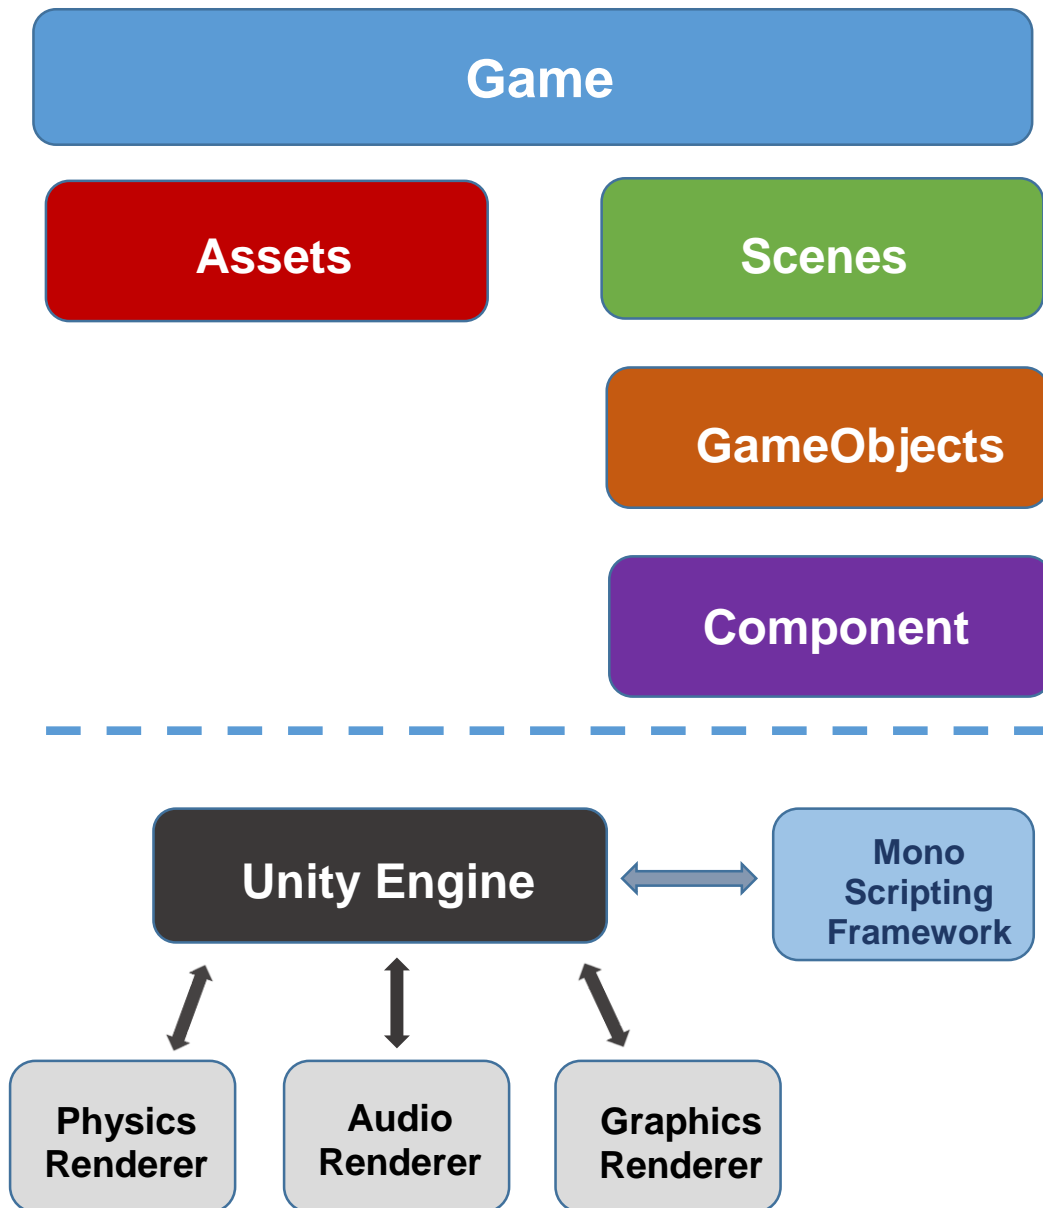 Game
Assets
Scenes
GameObjects
Component
Unity Engine
Mono
Scripting
Framework
Physics
Renderer
Audio
Renderer
Graphics
Renderer